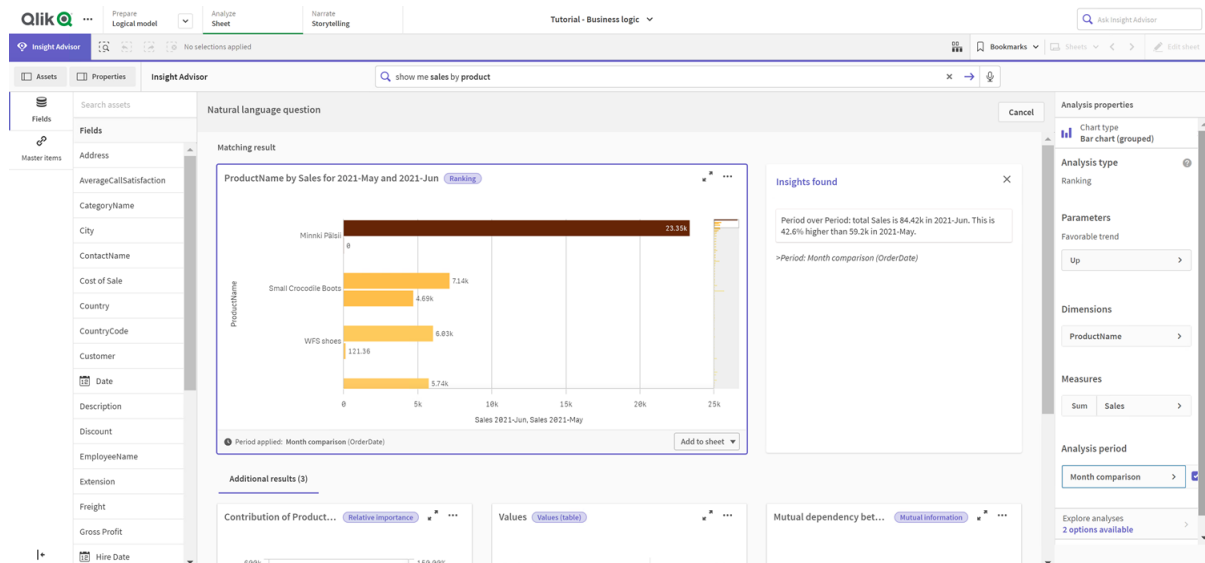 Qlik
Prepare
Logical model
Analyze
Sheet
Narrate
Storytelling
Tutorial - Business logic
Ask Insight Advisor
Insight Advisor
No selections applied
Bookmarks
Sheets
Edit sheet
Assets
Properties
Insight Advisor
show me sales by product
Fields
Master items
Search assets
Fields
Address
AverageCallSatisfaction
CategoryName
City
ContactName
Cost of Sale
Country
CountryCode
Customer
Date
Description
Discount
EmployeeName
Extension
Freight
Gross Profit
Hire Date
Natural language question
Cancel
Matching result
ProductName by Sales for 2021-May and 2021-Jun
Ranking
ProductName
Minnki Pälsii
23.35k
0
Small Crocodile Boots
7.14k
4.69k
WFS shoes
6.03k
121.36
5.74k
0 5k 10k 15k 20k 25k
Sales 2021-Jun, Sales 2021-May
Period applied: Month comparison (OrderDate)
Add to sheet
Insights found
Period over Period: total Sales is 84.42k in 2021-Jun. This is
42.6% higher than 59.2k in 2021-May.
>Period: Month comparison (OrderDate)
Additional results (3)
Contribution of Product...
Relative importance
Values
Values (table)
Mutual dependency bet...
Mutual information
Analysis properties
Chart type
Bar chart (grouped)
Analysis type
Ranking
Parameters
Favorable trend
Up
Dimensions
ProductName
Measures
Sum
Sales
Analysis period
Month comparison
Explore analyses
2 options available